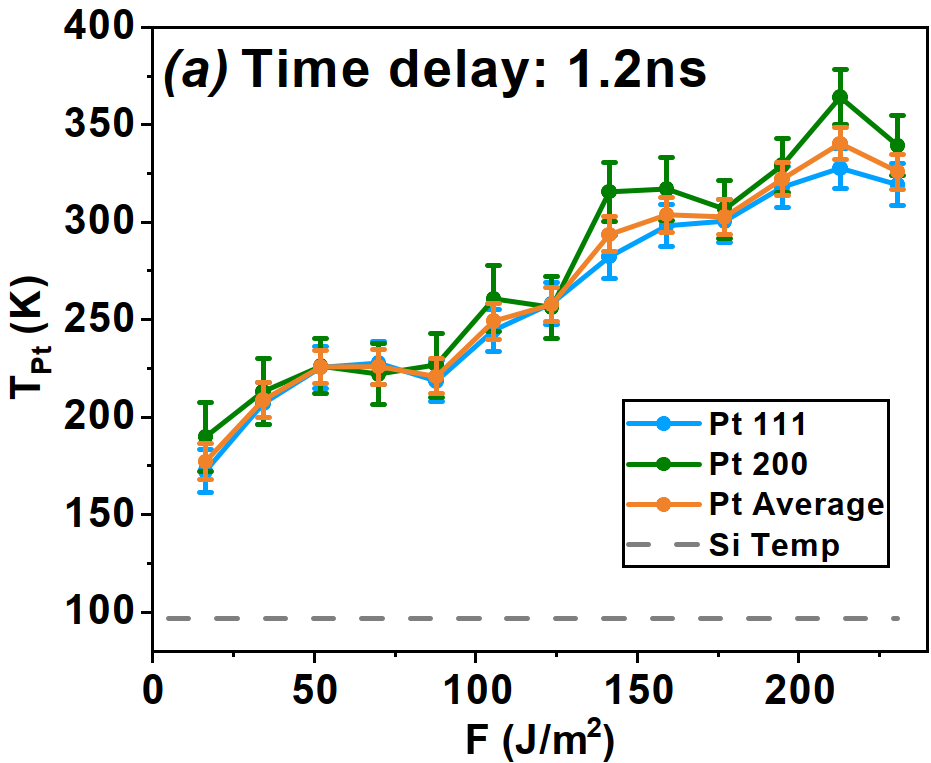 (a) Time delay: 1.2ns
400
350
300
250
200
150
100
T_Pt (K)
Pt 111
Pt 200
Pt Average
Si Temp
0 50 100 150 200
F (J/m²)